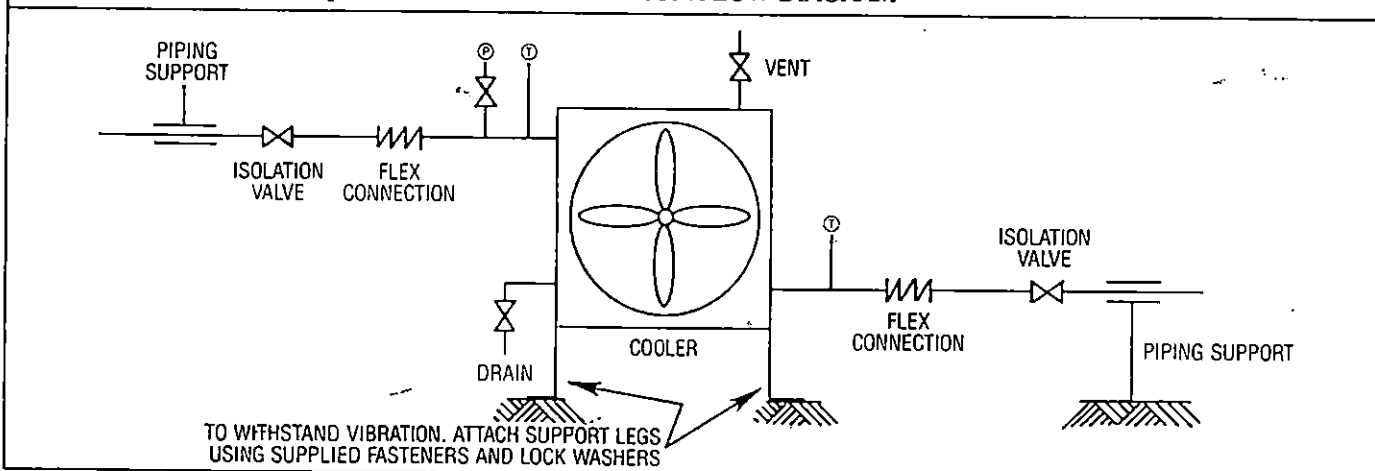 PIPING
SUPPORT
P
T
VENT
ISOLATION
VALVE
FLEX
CONNECTION
T
ISOLATION
VALVE
FLEX
CONNECTION
COOLER
PIPING SUPPORT
DRAIN
TO WITHSTAND VIBRATION. ATTACH SUPPORT LEGS
USING SUPPLIED FASTENERS AND LOCK WASHERS